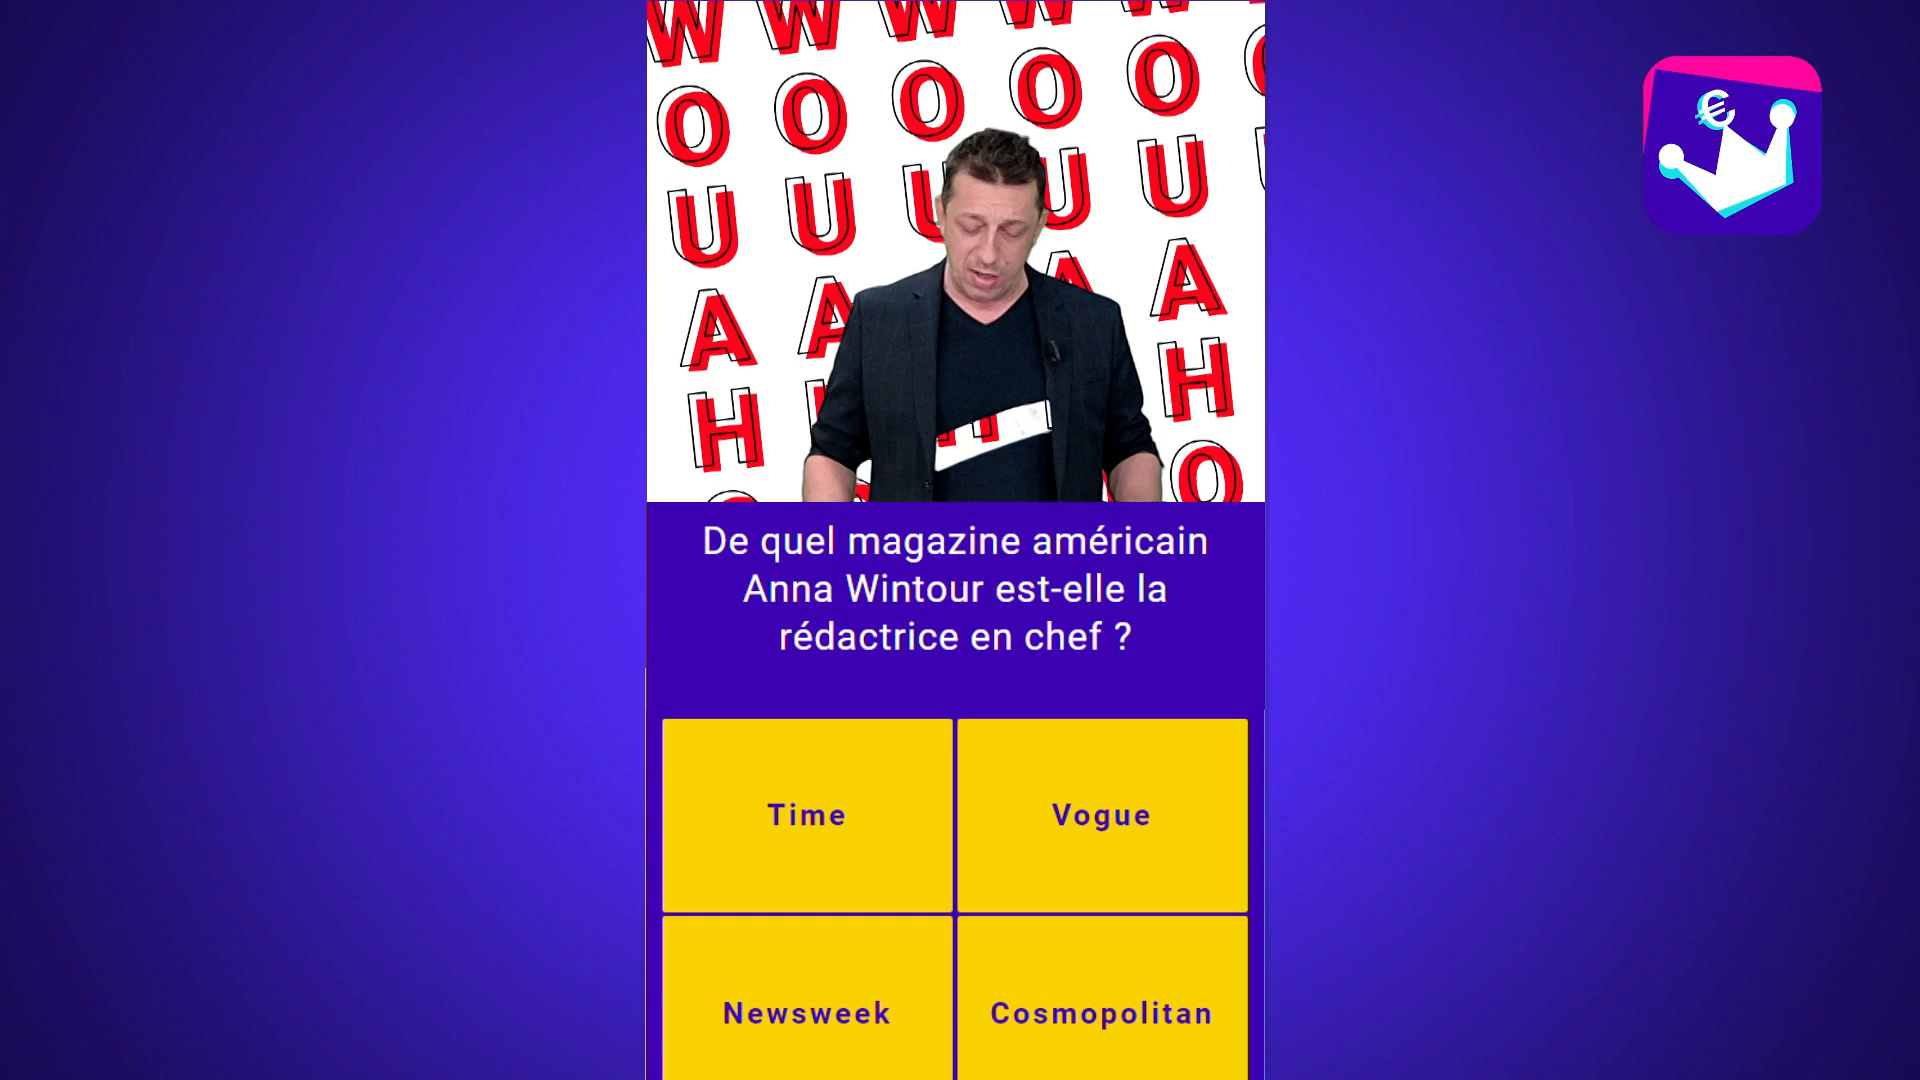 W W W W W
O O O O O O
U U U U U
A A A A
H H H
O O
€
De quel magazine américain
Anna Wintour est-elle la
rédactrice en chef ?
Time
Vogue
Newsweek
Cosmopolitan